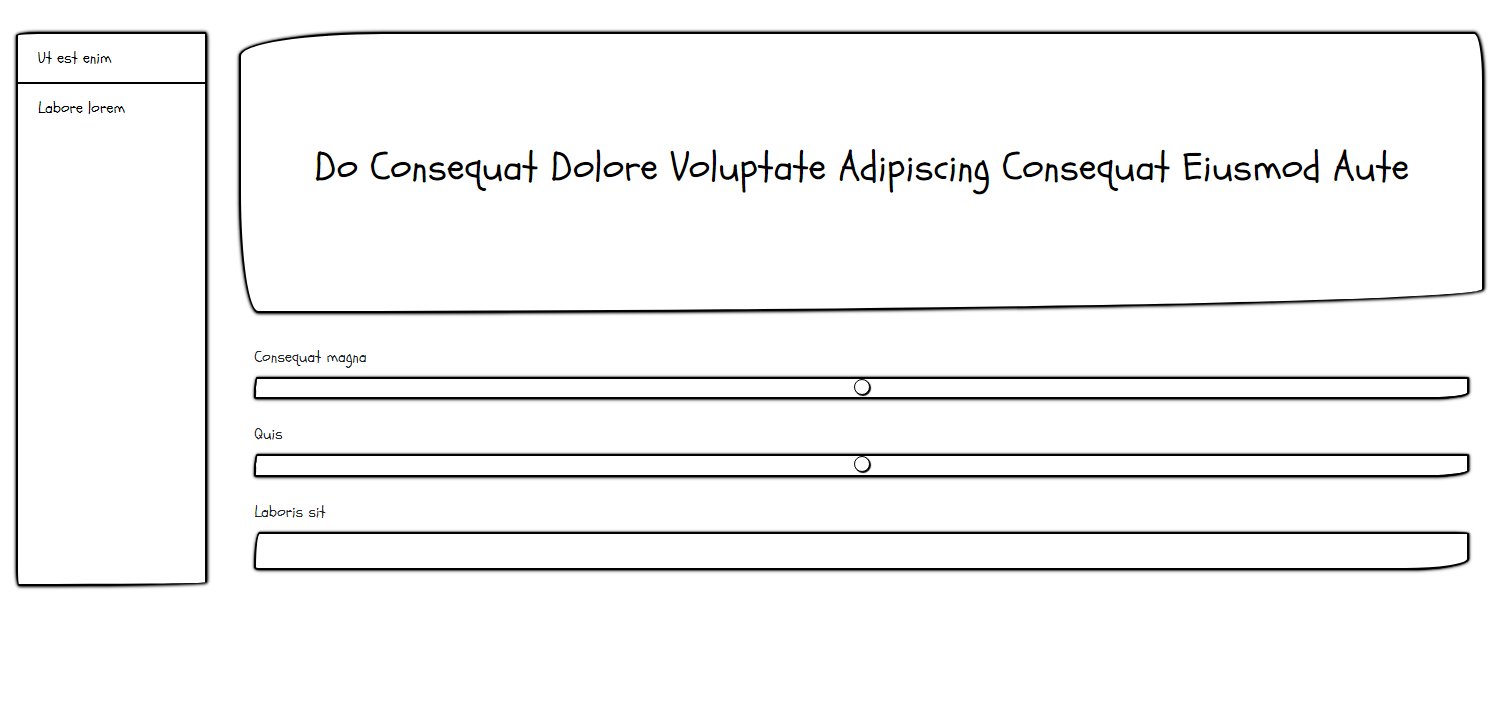 Ut est enim
Labore lorem
Do Consequat Dolore Voluptate Adipiscing Consequat Eiusmod Aute
Consequat magna
Quis
Laboris sit